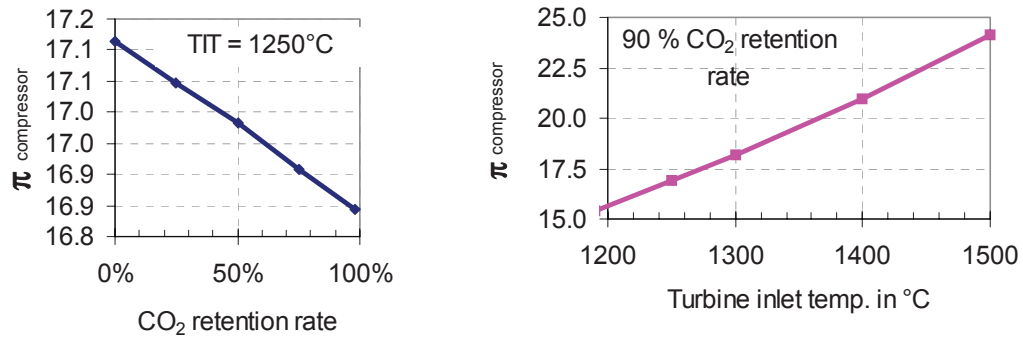 17.2
17.1
17.1
17.0
17.0
16.9
16.9
16.8
π compressor
TIT = 1250°C
0%
50%
100%
CO₂ retention rate
25.0
22.5
20.0
17.5
15.0
π compressor
90 % CO₂ retention
rate
1200
1300
1400
1500
Turbine inlet temp. in °C